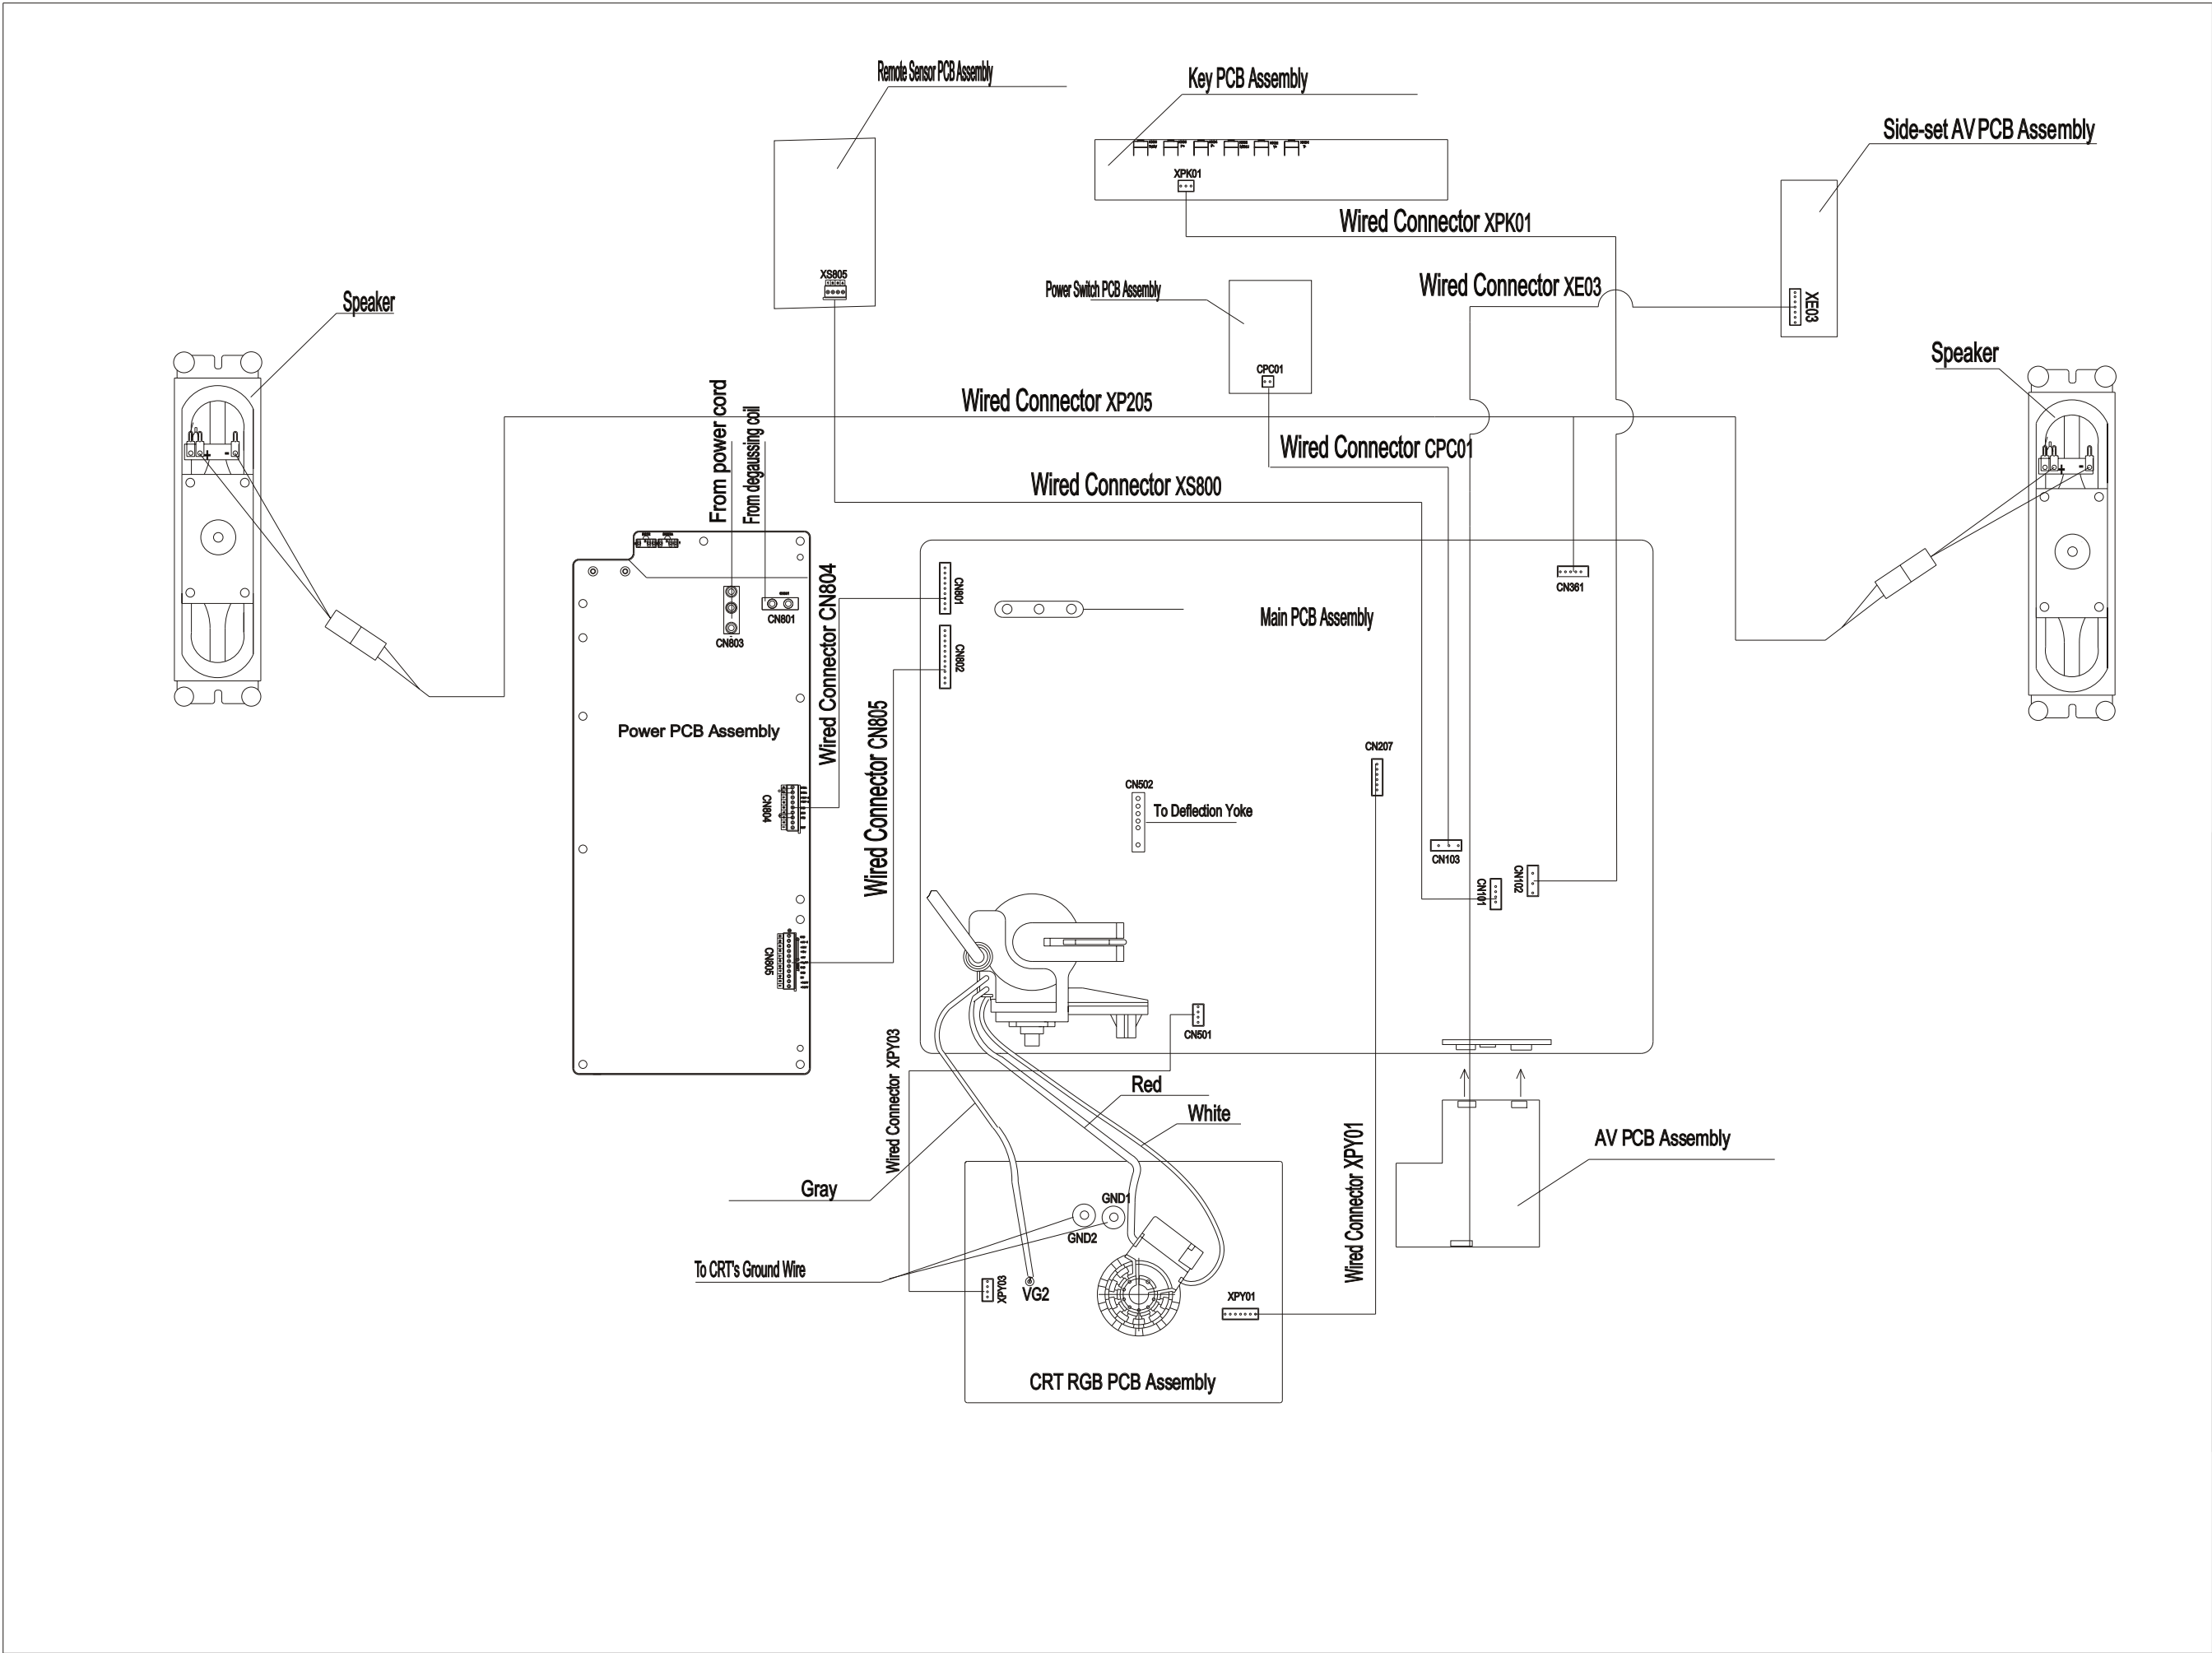 Remote Sensor PCB Assembly
Key PCB Assembly
Side-set AV PCB Assembly
XPK01
Wired Connector XPK01
XS805
Power Switch PCB Assembly
Wired Connector XE03
XE03
Speaker
Speaker
CPC01
Wired Connector XP205
From power cord
From degaussing coil
Wired Connector CPC01
Wired Connector XS800
+
-
+
-
CN803
CN801
Wired Connector CN804
CN801
CN802
Main PCB Assembly
CN361
Power PCB Assembly
Wired Connector CN805
CN207
CN502
To Deflection Yoke
CN804
CN103
CN101
CN102
CN805
CN501
Wired Connector XPY03
Red
White
Gray
Wired Connector XPY01
AV PCB Assembly
GND1
GND2
To CRT's Ground Wire
XPY03
VG2
XPY01
CRT RGB PCB Assembly